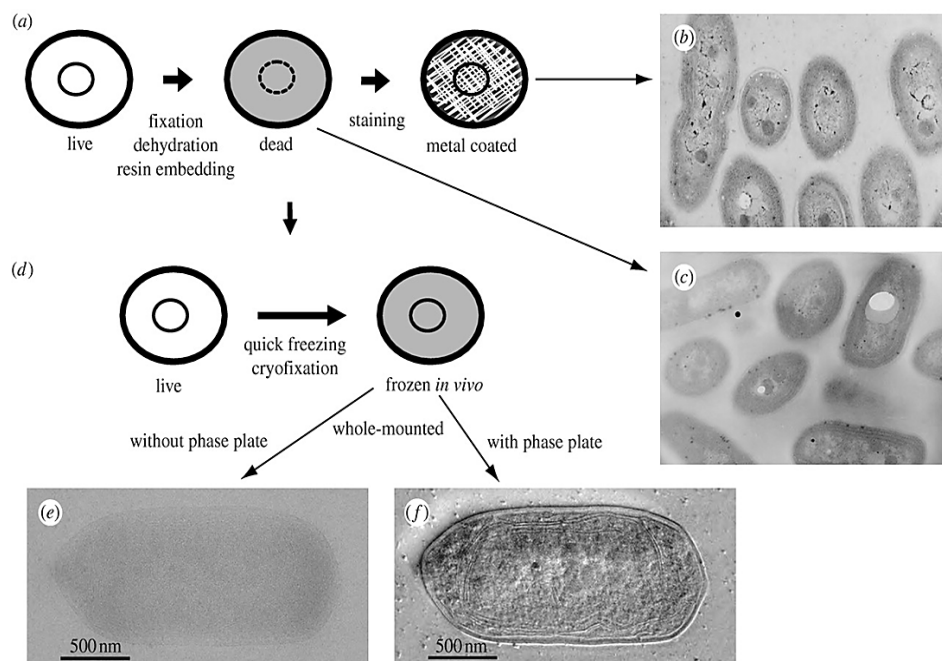 (a)
(b)
live
fixation
dehydration
resin embedding
dead
staining
metal coated
(c)
(d)
live
quick freezing
cryofixation
frozen in vivo
without phase plate
whole-mounted
with phase plate
(e)
500 nm
(f)
500 nm